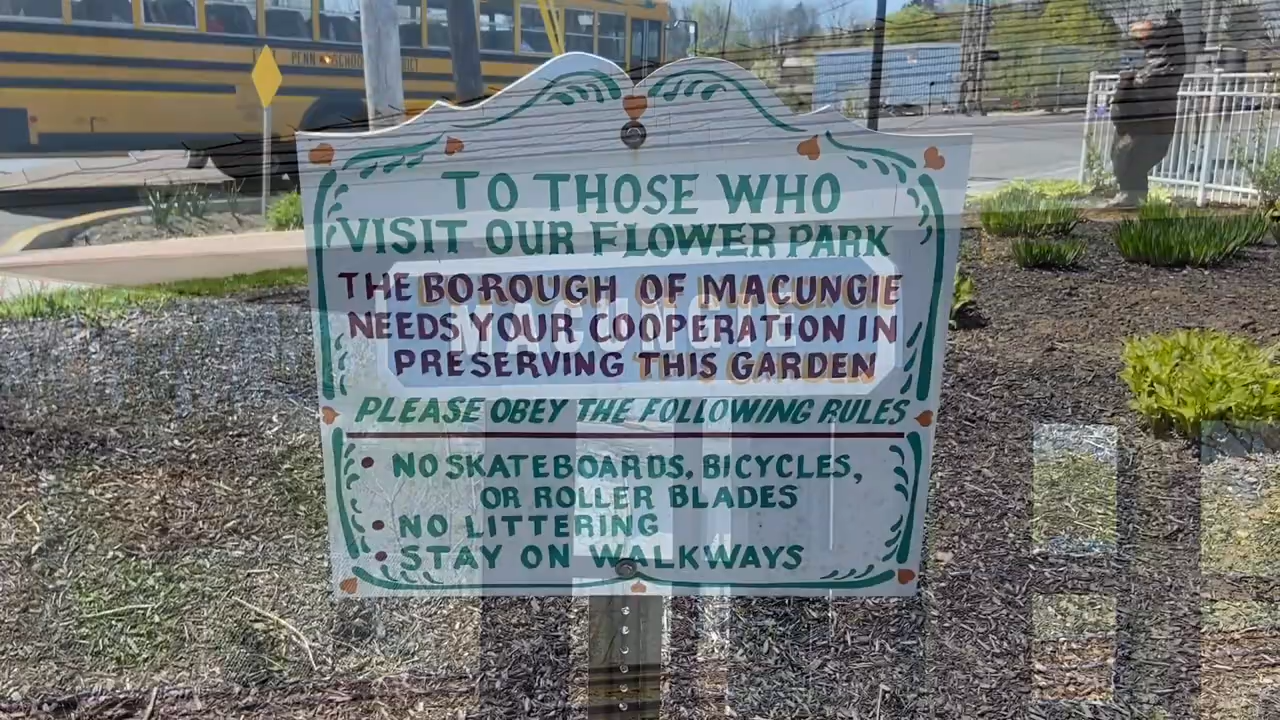 PENN SCHOOL
TO THOSE WHO
VISIT OUR FLOWER PARK
THE BOROUGH OF MACUNGIE
MACUNGIE
NEEDS YOUR COOPERATION IN
PRESERVING THIS GARDEN
PLEASE OBEY THE FOLLOWING RULES
• NO SKATEBOARDS, BICYCLES,
OR ROLLER BLADES
• NO LITTERING
• STAY ON WALKWAYS